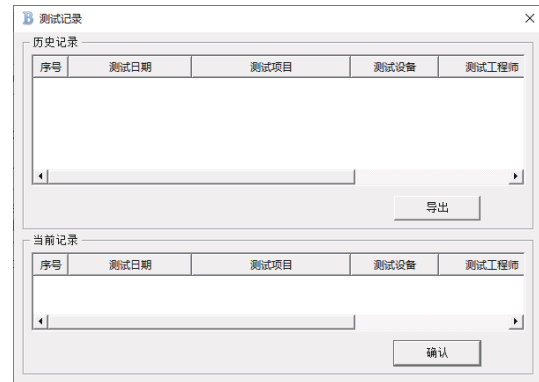 B 测试记录
历史记录
序号 测试日期 测试项目 测试设备 测试工程师
导出
当前记录
序号 测试日期 测试项目 测试设备 测试工程师
确认